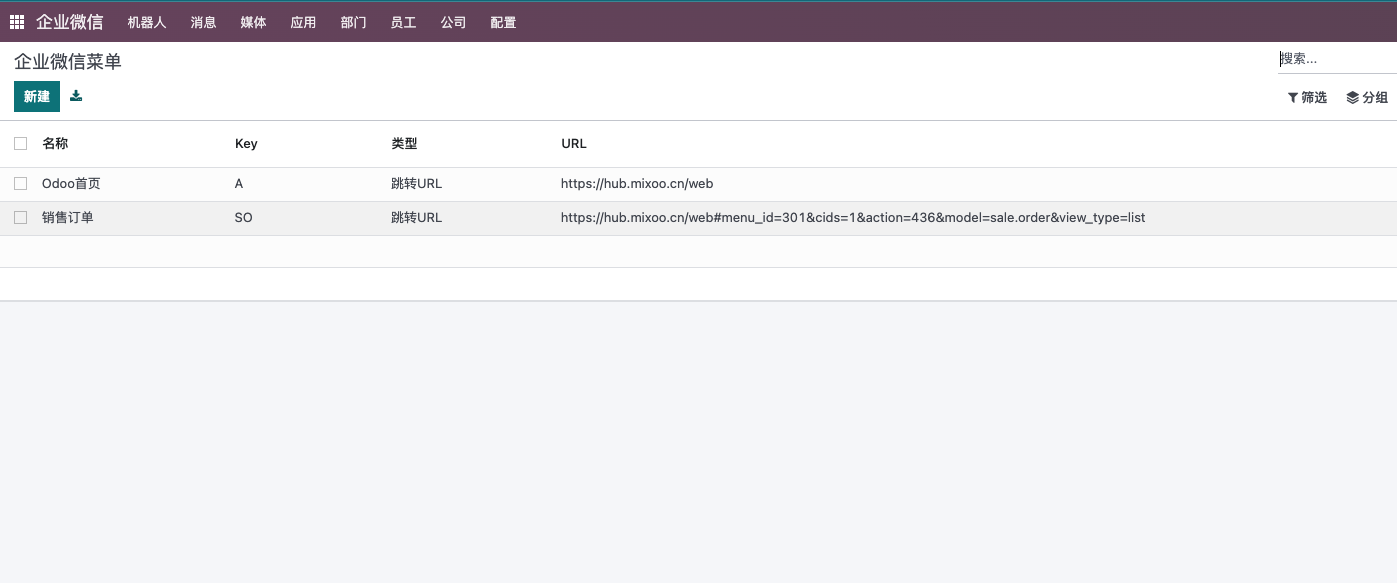 企业微信 机器人 消息 媒体 应用 部门 员工 公司 配置
企业微信菜单 搜索...
新建 筛选 分组
名称 Key 类型 URL
Odoo首页 A 跳转URL https://hub.mixoo.cn/web
销售订单 SO 跳转URL https://hub.mixoo.cn/web#menu_id=301&cids=1&action=436&model=sale.order&view_type=list